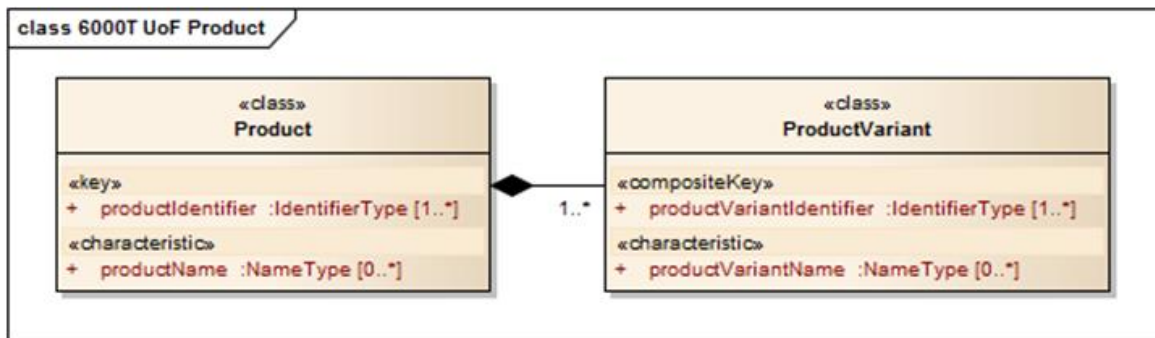 class 6000T UoF Product
«class»
Product
«key»
+ productIdentifier :IdentifierType [1..*]
«characteristic»
+ productName :NameType [0..*]
1..*
«class»
ProductVariant
«compositeKey»
+ productVariantIdentifier :IdentifierType [1..*]
«characteristic»
+ productVariantName :NameType [0..*]